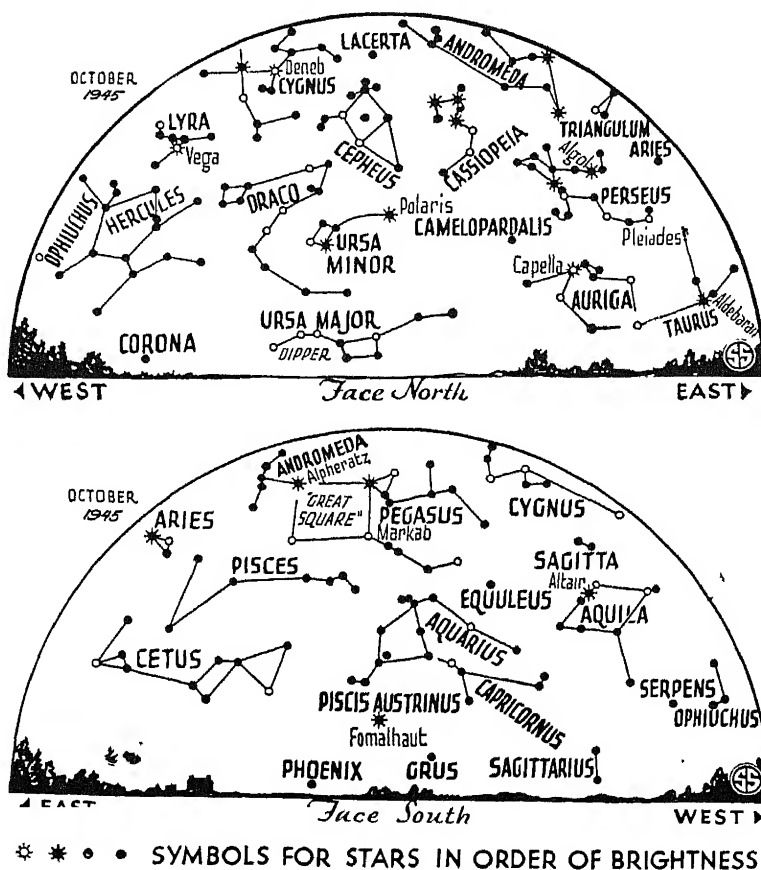 LACERTA
ANDROMEDA
OCTOBER
1945
Deneb
CYGNUS
LYRA
Vega
CEPHEUS
CASSIOPEIA
TRIANGULUM
Algol
ARIES
OPHIUCHUS
HERCULES
DRACO
Polaris
PERSEUS
CAMELOPARDALIS
Pleiades
URSA
MINOR
Capella
AURIGA
Aldebaran
TAURUS
URSA MAJOR
DIPPER
CORONA
SS
WEST
Face North
EAST
OCTOBER
1945
ANDROMEDA
Alpheratz
"GREAT
SQUARE"
PEGASUS
Markab
CYGNUS
ARIES
PISCES
SAGITTA
Altair
EQUULEUS
AQUILA
AQUARIUS
CETUS
CAPRICORNUS
SERPENS
OPHIUCHUS
PISCIS AUSTRINUS
Fomalhaut
PHOENIX
GRUS
SAGITTARIUS
SS
EAST
Face South
WEST
SYMBOLS FOR STARS IN ORDER OF BRIGHTNESS